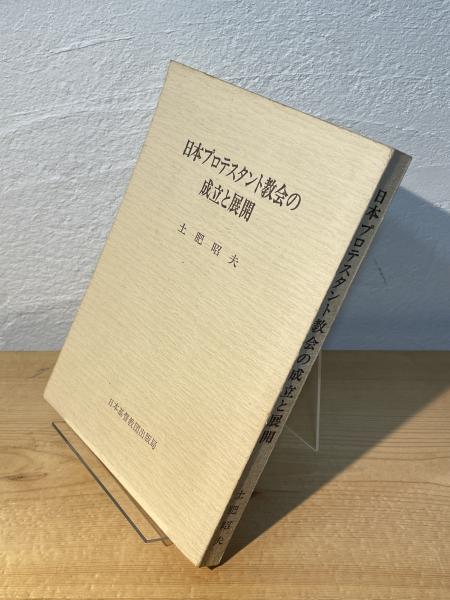 日本プロテスタント教会の
成立と展開
土肥昭夫
日本基督教団出版局
日本プロテスタント教会の成立と展開
土肥昭夫